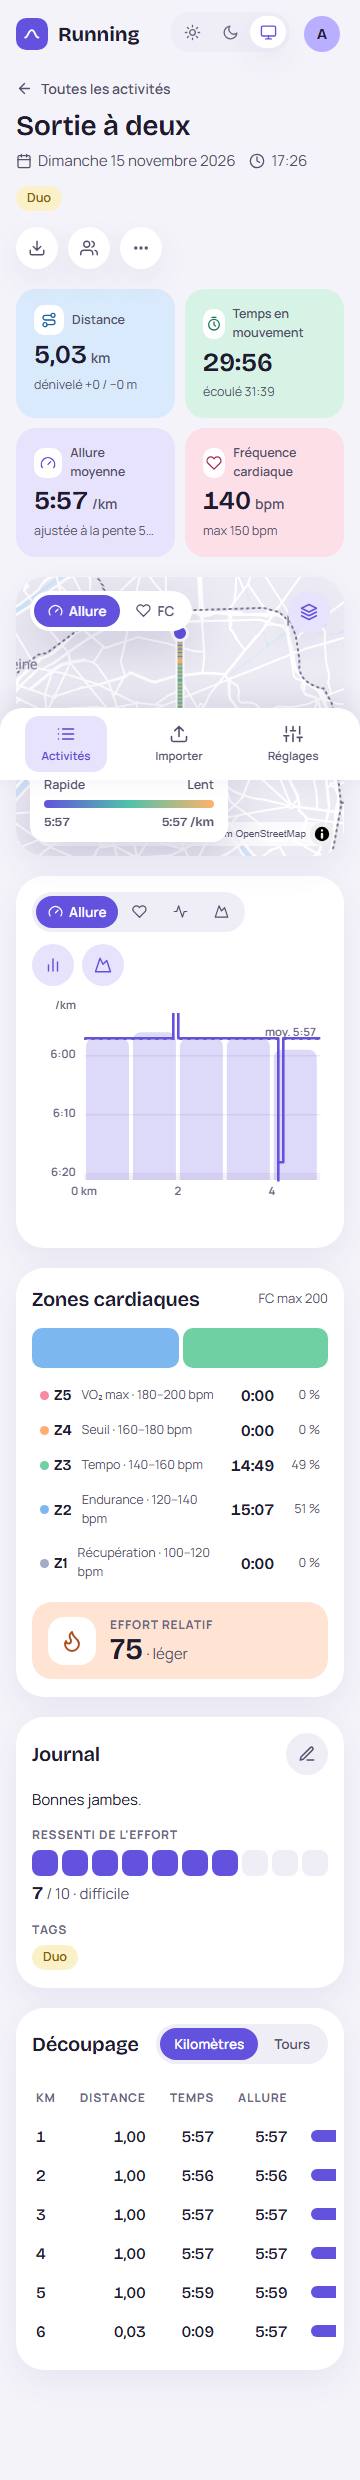 Running
A
Toutes les activités
Sortie à deux
Dimanche 15 novembre 2026 17:26
Duo
Distance
5,03 km
dénivelé +0 / −0 m
Temps en
mouvement
29:56
écoulé 31:39
Allure
moyenne
5:57 /km
ajustée à la pente 5...
Fréquence
cardiaque
140 bpm
max 150 bpm
Allure FC
eine
Activités
Importer
Réglages
Rapide Lent
5:57 5:57 /km
OpenStreetMap
Allure
/km
moy. 5:57
6:00
6:10
6:20
0 km 2 4
Zones cardiaques FC max 200
Z5 VO₂ max · 180–200 bpm 0:00 0 %
Z4 Seuil · 160–180 bpm 0:00 0 %
Z3 Tempo · 140–160 bpm 14:49 49 %
Z2 Endurance · 120–140 bpm 15:07 51 %
Z1 Récupération · 100–120 bpm 0:00 0 %
EFFORT RELATIF
75 · léger
Journal
Bonnes jambes.
RESSENTI DE L'EFFORT
7 / 10 · difficile
TAGS
Duo
Découpage Kilomètres Tours
KM DISTANCE TEMPS ALLURE
1 1,00 5:57 5:57
2 1,00 5:56 5:56
3 1,00 5:57 5:57
4 1,00 5:57 5:57
5 1,00 5:59 5:59
6 0,03 0:09 5:57